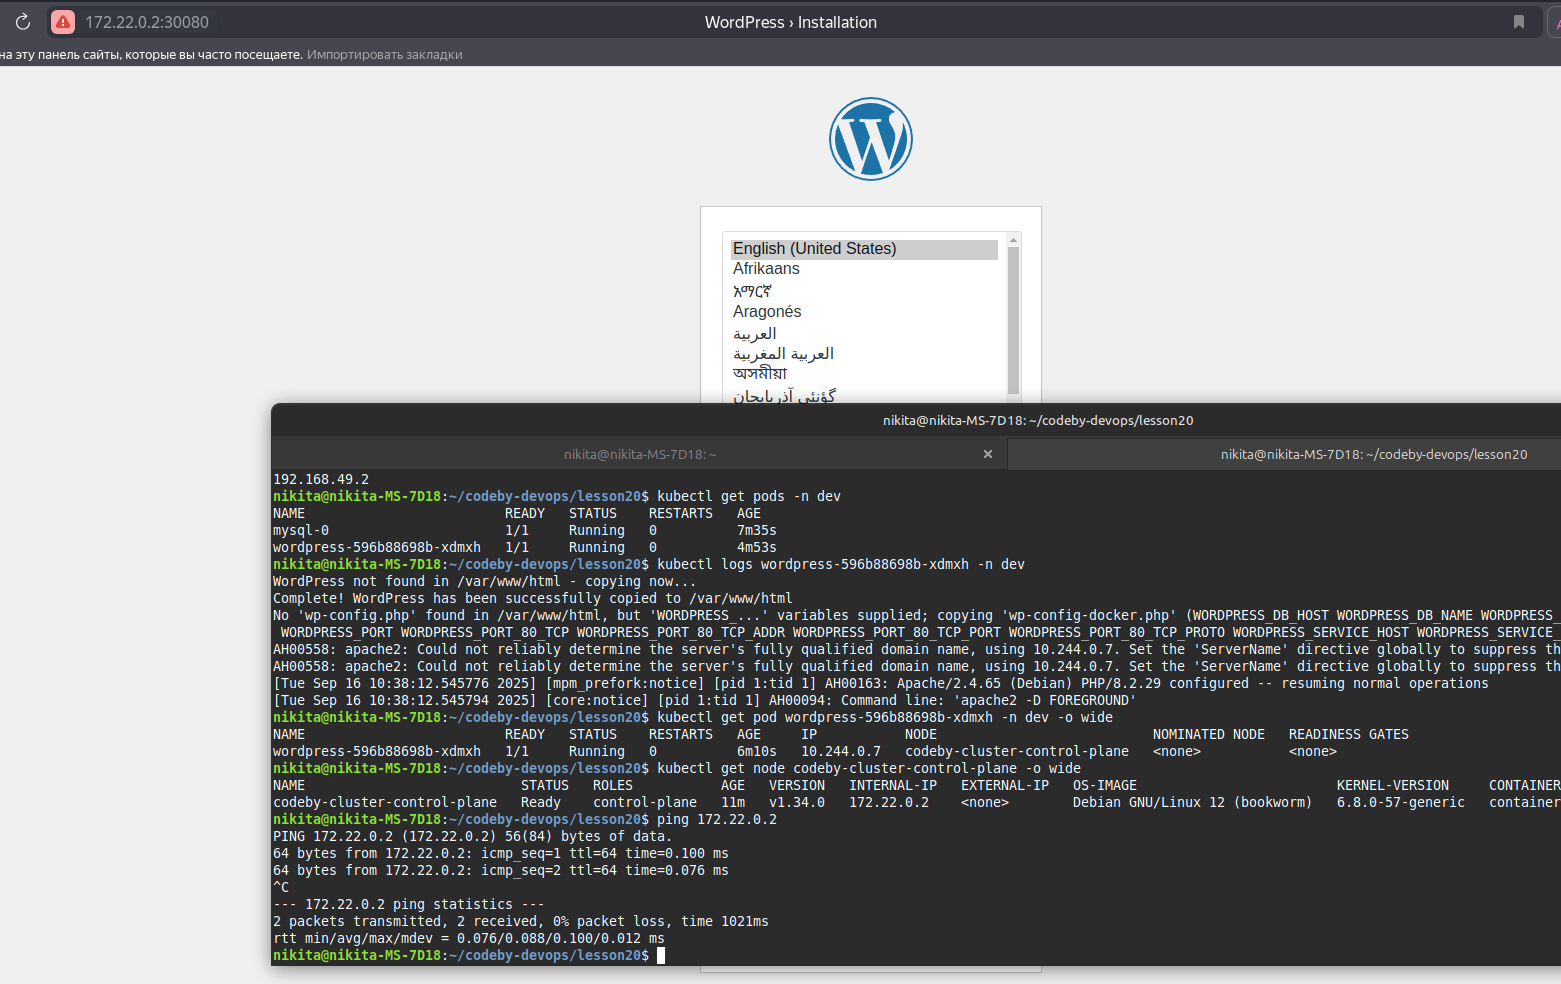 172.22.0.2:30080
WordPress › Installation
на эту панель сайты, которые вы часто посещаете. Импортировать закладки
English (United States)
Afrikaans
አማርኛ
Aragonés
العربية
العربية المغربية
অসমীয়া
گؤنئی آذربایجان
nikita@nikita-MS-7D18: ~/codeby-devops/lesson20
nikita@nikita-MS-7D18: ~
nikita@nikita-MS-7D18: ~/codeby-devops/lesson20
192.168.49.2
nikita@nikita-MS-7D18:~/codeby-devops/lesson20$ kubectl get pods -n dev
NAME READY STATUS RESTARTS AGE
mysql-0 1/1 Running 0 7m35s
wordpress-596b88698b-xdmxh 1/1 Running 0 4m53s
nikita@nikita-MS-7D18:~/codeby-devops/lesson20$ kubectl logs wordpress-596b88698b-xdmxh -n dev
WordPress not found in /var/www/html - copying now...
Complete! WordPress has been successfully copied to /var/www/html
No 'wp-config.php' found in /var/www/html, but 'WORDPRESS_...' variables supplied; copying 'wp-config-docker.php' (WORDPRESS_DB_HOST WORDPRESS_DB_NAME WORDPRESS_
WORDPRESS_PORT WORDPRESS_PORT_80_TCP WORDPRESS_PORT_80_TCP_ADDR WORDPRESS_PORT_80_TCP_PORT WORDPRESS_PORT_80_TCP_PROTO WORDPRESS_SERVICE_HOST WORDPRESS_SERVICE_
AH00558: apache2: Could not reliably determine the server's fully qualified domain name, using 10.244.0.7. Set the 'ServerName' directive globally to suppress th
AH00558: apache2: Could not reliably determine the server's fully qualified domain name, using 10.244.0.7. Set the 'ServerName' directive globally to suppress th
[Tue Sep 16 10:38:12.545776 2025] [mpm_prefork:notice] [pid 1:tid 1] AH00163: Apache/2.4.65 (Debian) PHP/8.2.29 configured -- resuming normal operations
[Tue Sep 16 10:38:12.545794 2025] [core:notice] [pid 1:tid 1] AH00094: Command line: 'apache2 -D FOREGROUND'
nikita@nikita-MS-7D18:~/codeby-devops/lesson20$ kubectl get pod wordpress-596b88698b-xdmxh -n dev -o wide
NAME READY STATUS RESTARTS AGE IP NODE NOMINATED NODE READINESS GATES
wordpress-596b88698b-xdmxh 1/1 Running 0 6m10s 10.244.0.7 codeby-cluster-control-plane <none> <none>
nikita@nikita-MS-7D18:~/codeby-devops/lesson20$ kubectl get node codeby-cluster-control-plane -o wide
NAME STATUS ROLES AGE VERSION INTERNAL-IP EXTERNAL-IP OS-IMAGE KERNEL-VERSION CONTAINER
codeby-cluster-control-plane Ready control-plane 11m v1.34.0 172.22.0.2 <none> Debian GNU/Linux 12 (bookworm) 6.8.0-57-generic container
nikita@nikita-MS-7D18:~/codeby-devops/lesson20$ ping 172.22.0.2
PING 172.22.0.2 (172.22.0.2) 56(84) bytes of data.
64 bytes from 172.22.0.2: icmp_seq=1 ttl=64 time=0.100 ms
64 bytes from 172.22.0.2: icmp_seq=2 ttl=64 time=0.076 ms
^C
--- 172.22.0.2 ping statistics ---
2 packets transmitted, 2 received, 0% packet loss, time 1021ms
rtt min/avg/max/mdev = 0.076/0.088/0.100/0.012 ms
nikita@nikita-MS-7D18:~/codeby-devops/lesson20$